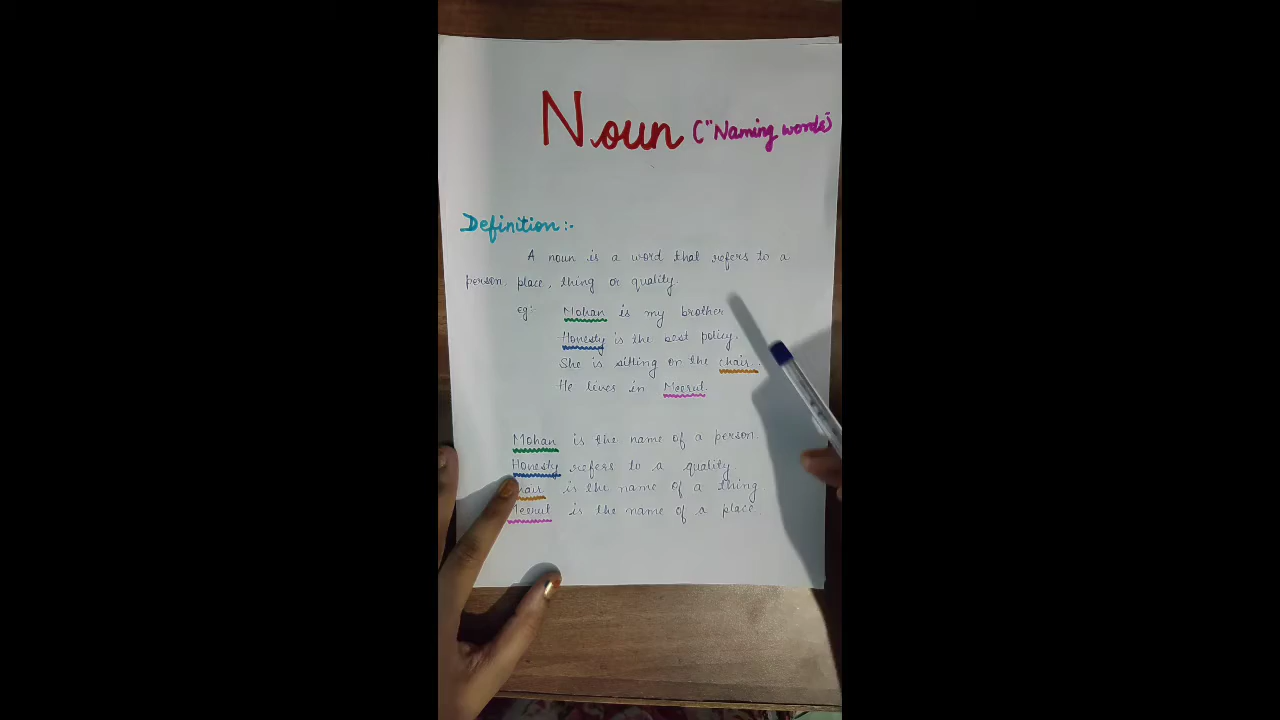 Noun ("Naming words")
Definition:-
A noun is a word that refers to a
person, place, thing or quality.
eg: Mohan is my brother
Honesty is the best policy.
She is sitting on the chair.
He lives in Meerut.
Mohan is the name of a person.
Honesty refers to a quality
Chair is the name of a thing
Meerut is the name of a place.